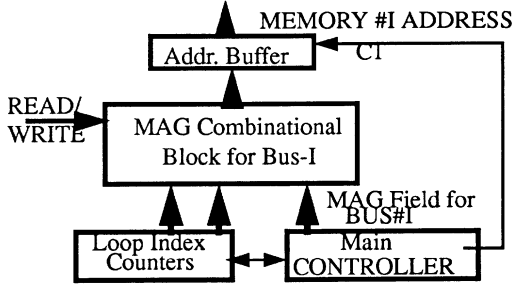 MEMORY #I ADDRESS
Addr. Buffer
C1
READ/
WRITE
MAG Combinational
Block for Bus-I
MAG Field for
BUS#I
Loop Index
Counters
Main
CONTROLLER